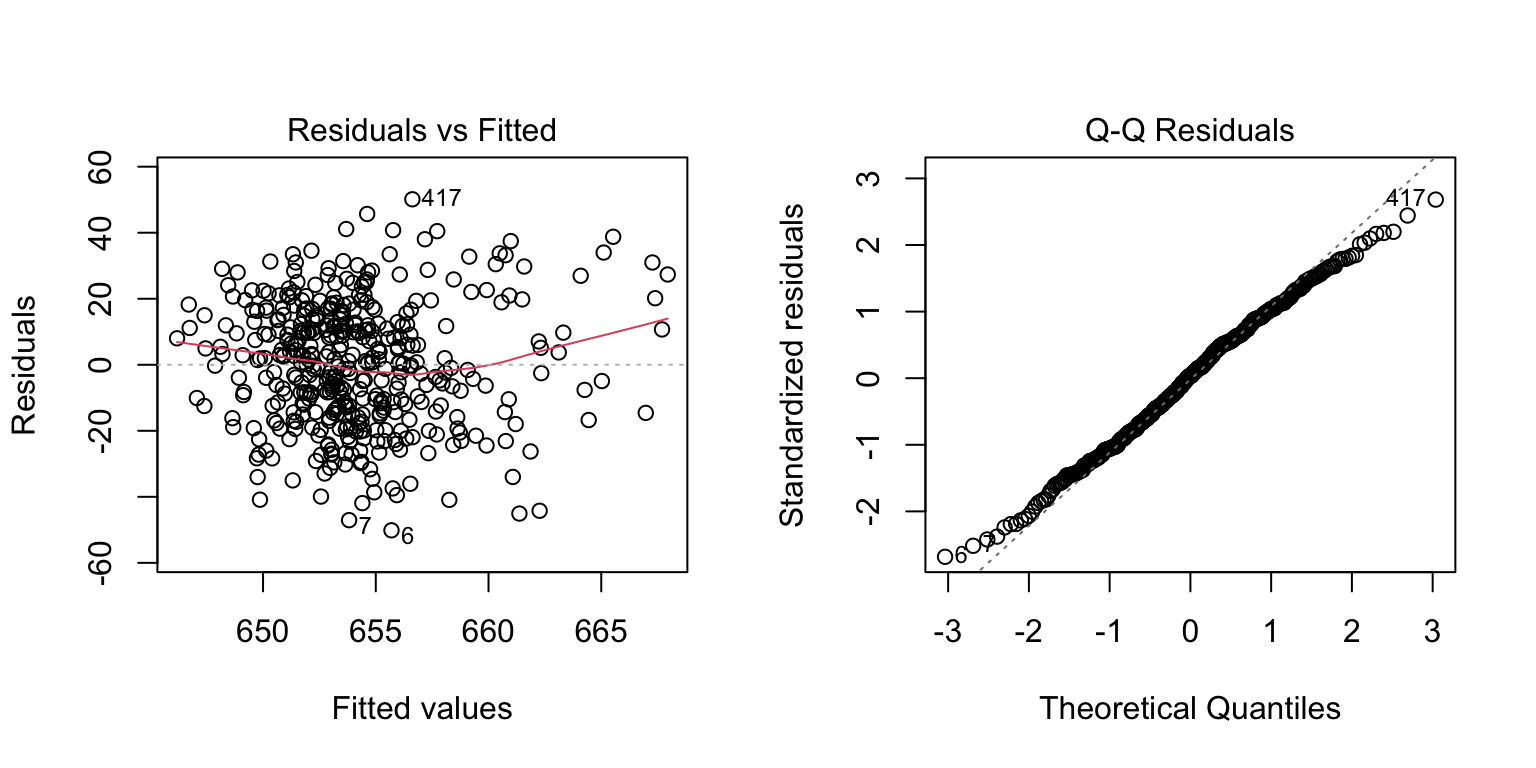 Residuals vs Fitted
Residuals
60
40
20
0
-20
-60
417
7
6
650 655 660 665
Fitted values
Q-Q Residuals
Standardized residuals
3
2
1
0
-1
-2
417
6 7
-3 -2 -1 0 1 2 3
Theoretical Quantiles